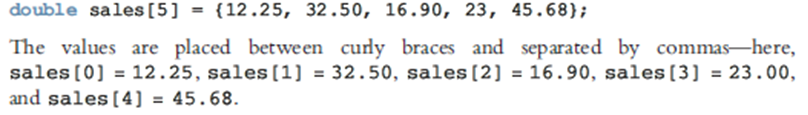 double sales[5] = {12.25, 32.50, 16.90, 23, 45.68};
The values are placed between curly braces and separated by commas—here,
sales[0] = 12.25, sales[1] = 32.50, sales[2] = 16.90, sales[3] = 23.00,
and sales[4] = 45.68.